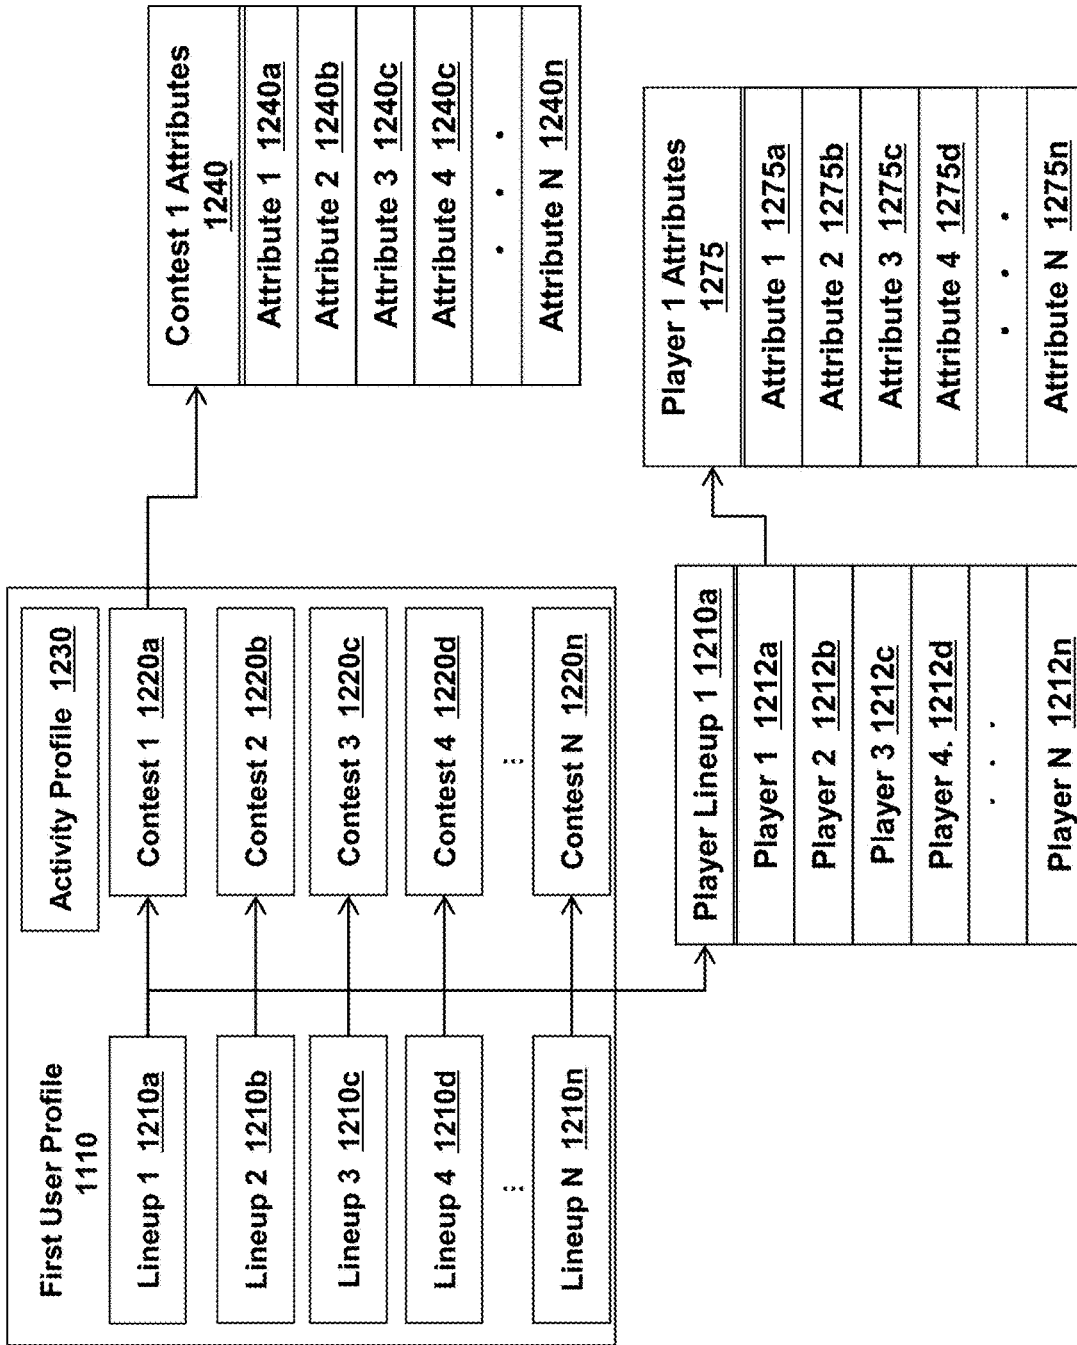 First User Profile
1110
Activity Profile 1230
Lineup 1 1210a
Contest 1 1220a
Lineup 2 1210b
Contest 2 1220b
Lineup 3 1210c
Contest 3 1220c
Lineup 4 1210d
Contest 4 1220d
...
...
Lineup N 1210n
Contest N 1220n
Contest 1 Attributes
1240
Attribute 1 1240a
Attribute 2 1240b
Attribute 3 1240c
Attribute 4 1240c
. . .
Attribute N 1240n
Player Lineup 1 1210a
Player 1 1212a
Player 2 1212b
Player 3 1212c
Player 4. 1212d
. . .
Player N 1212n
Player 1 Attributes
1275
Attribute 1 1275a
Attribute 2 1275b
Attribute 3 1275c
Attribute 4 1275d
. . .
Attribute N 1275n